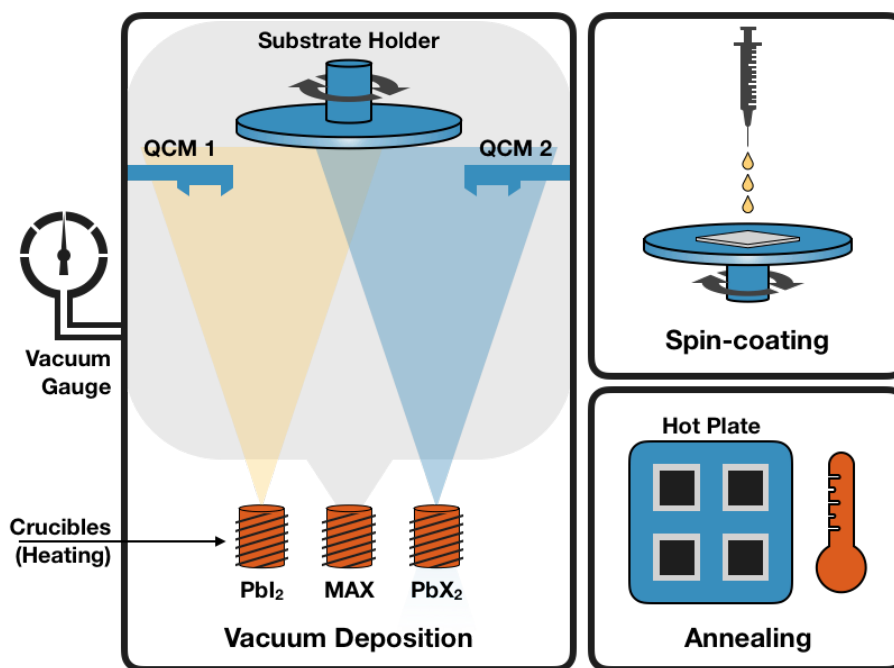 Substrate Holder
QCM 1
QCM 2
Vacuum
Gauge
Crucibles
(Heating)
PbI₂
MAX
PbX₂
Vacuum Deposition
Spin-coating
Hot Plate
Annealing